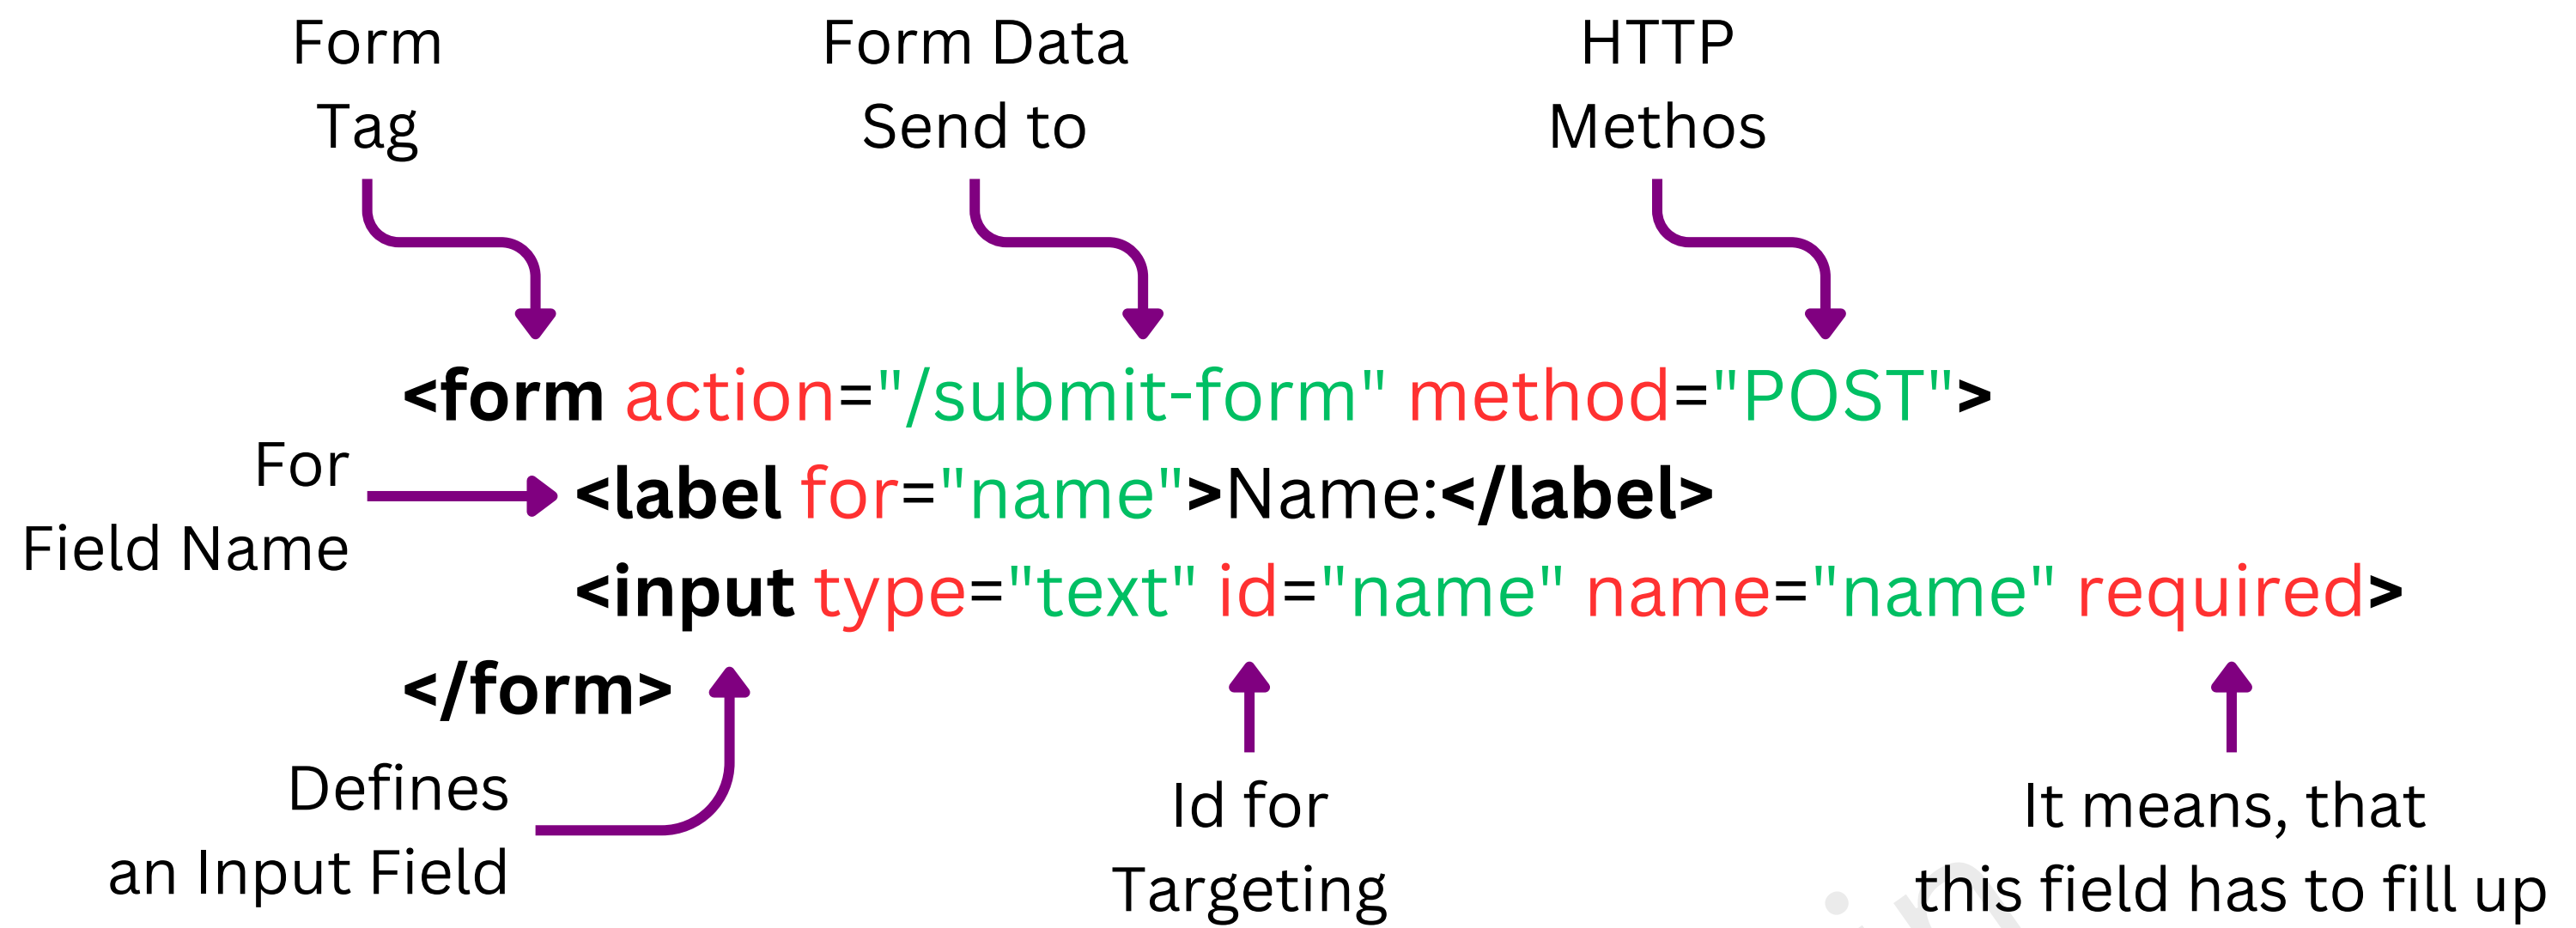 Form
Tag
Form Data
Send to
HTTP
Methos
<form action="/submit-form" method="POST">
For
Field Name
<label for="name">Name:</label>
<input type="text" id="name" name="name" required>
</form>
Defines
an Input Field
Id for
Targeting
It means, that
this field has to fill up